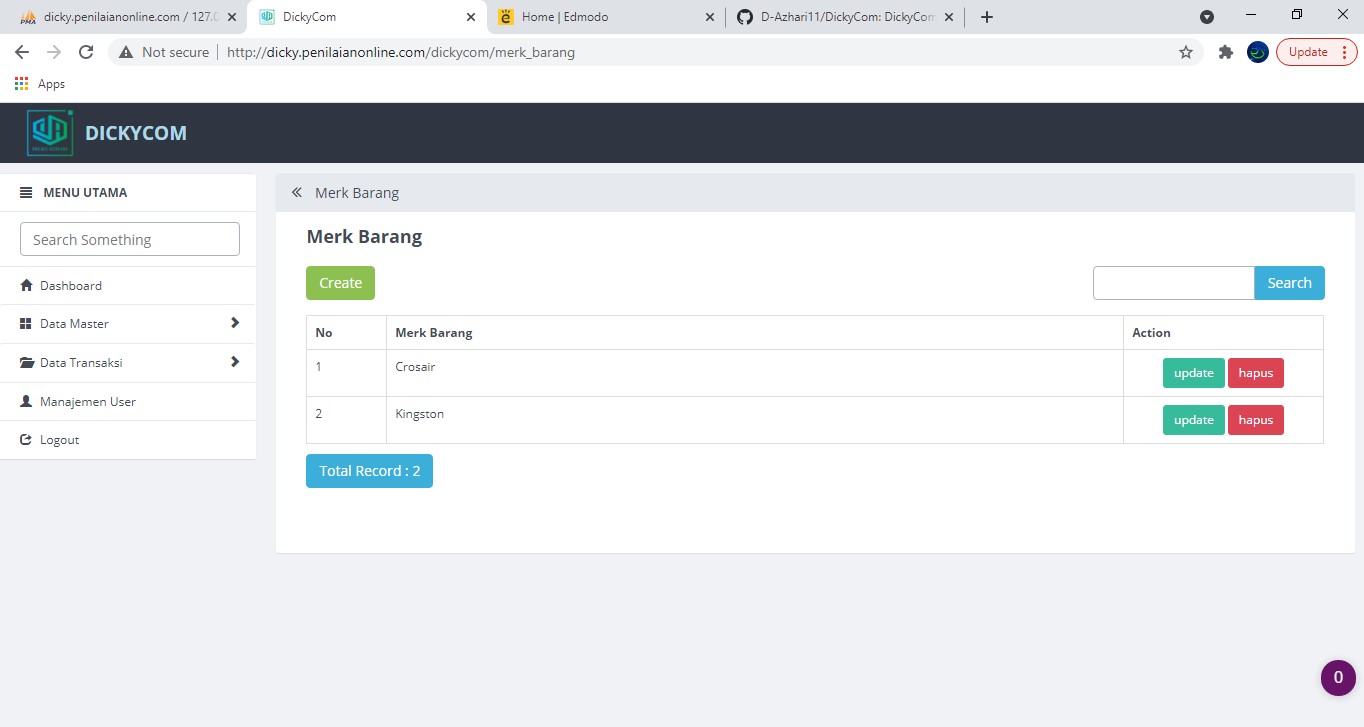 dicky.penilaianonline.com / 127.0
DickyCom
Home | Edmodo
D-Azhari11/DickyCom: DickyCom
Not secure
http://dicky.penilaianonline.com/dickycom/merk_barang
Update
Apps
DICKYCOM
MENU UTAMA
Merk Barang
Search Something
Merk Barang
Create
Search
Dashboard
Data Master
Data Transaksi
Manajemen User
Logout
No Merk Barang Action
1 Crosair update hapus
2 Kingston update hapus
Total Record : 2
0